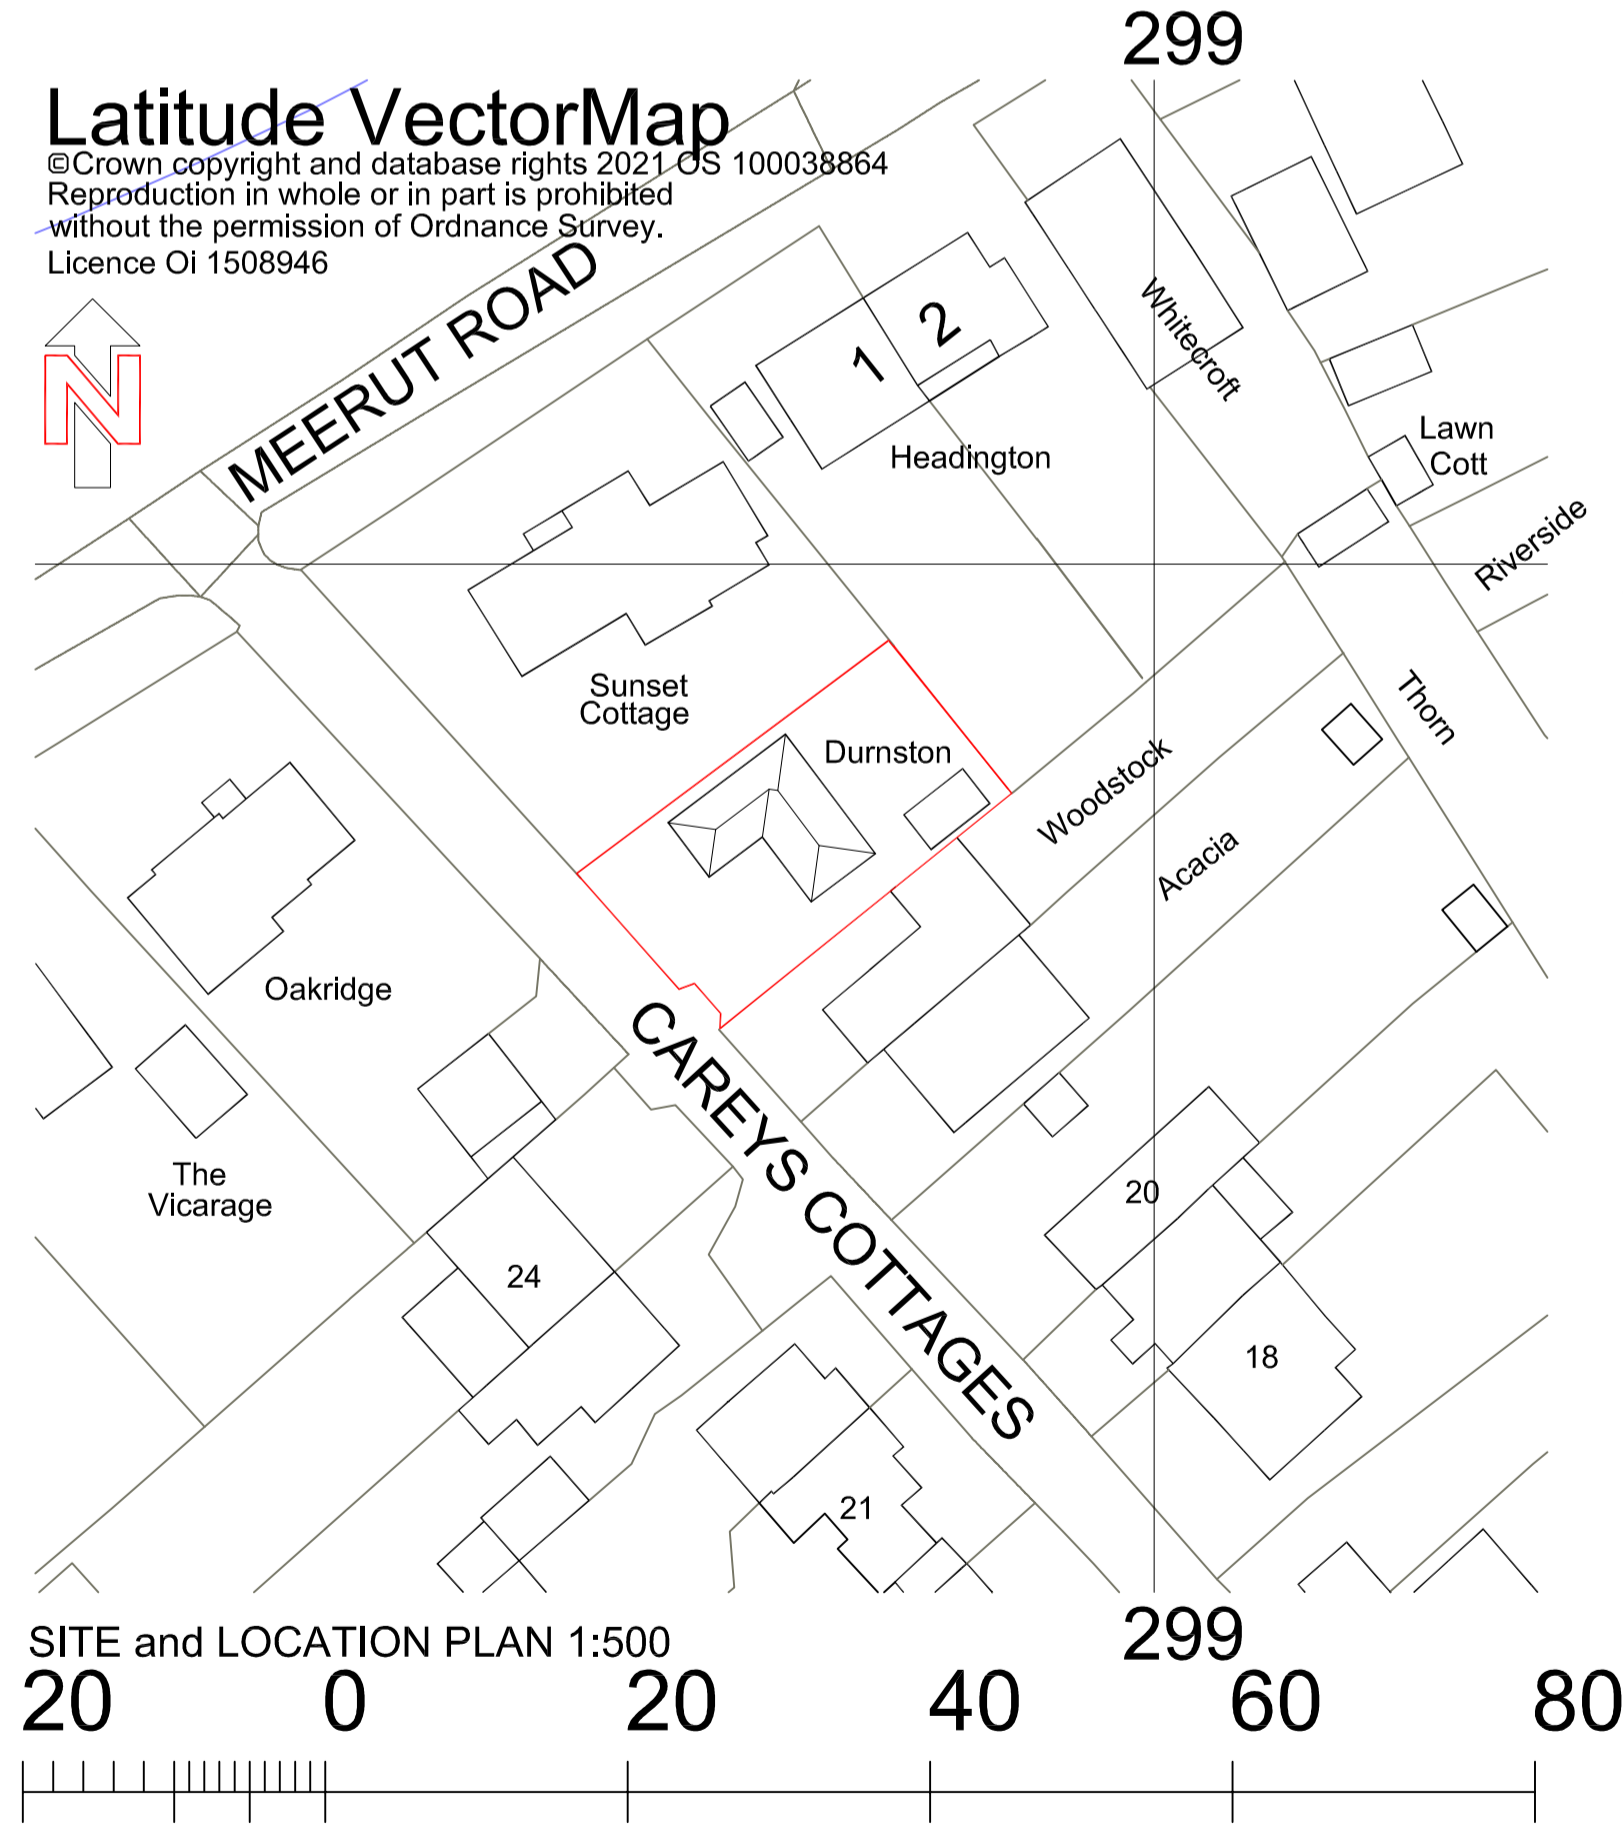 299
Latitude VectorMap
©Crown copyright and database rights 2021 OS 100038864
Reproduction in whole or in part is prohibited
without the permission of Ordnance Survey.
Licence Oi 1508946
N
MEERUT ROAD
1
2
Whitecroft
Headington
Lawn
Cott
Riverside
Sunset
Cottage
Durnston
Thorn
Woodstock
Acacia
Oakridge
CAREYS COTTAGES
The
Vicarage
20
24
18
21
SITE and LOCATION PLAN 1:500
299
20 0 20 40 60 80